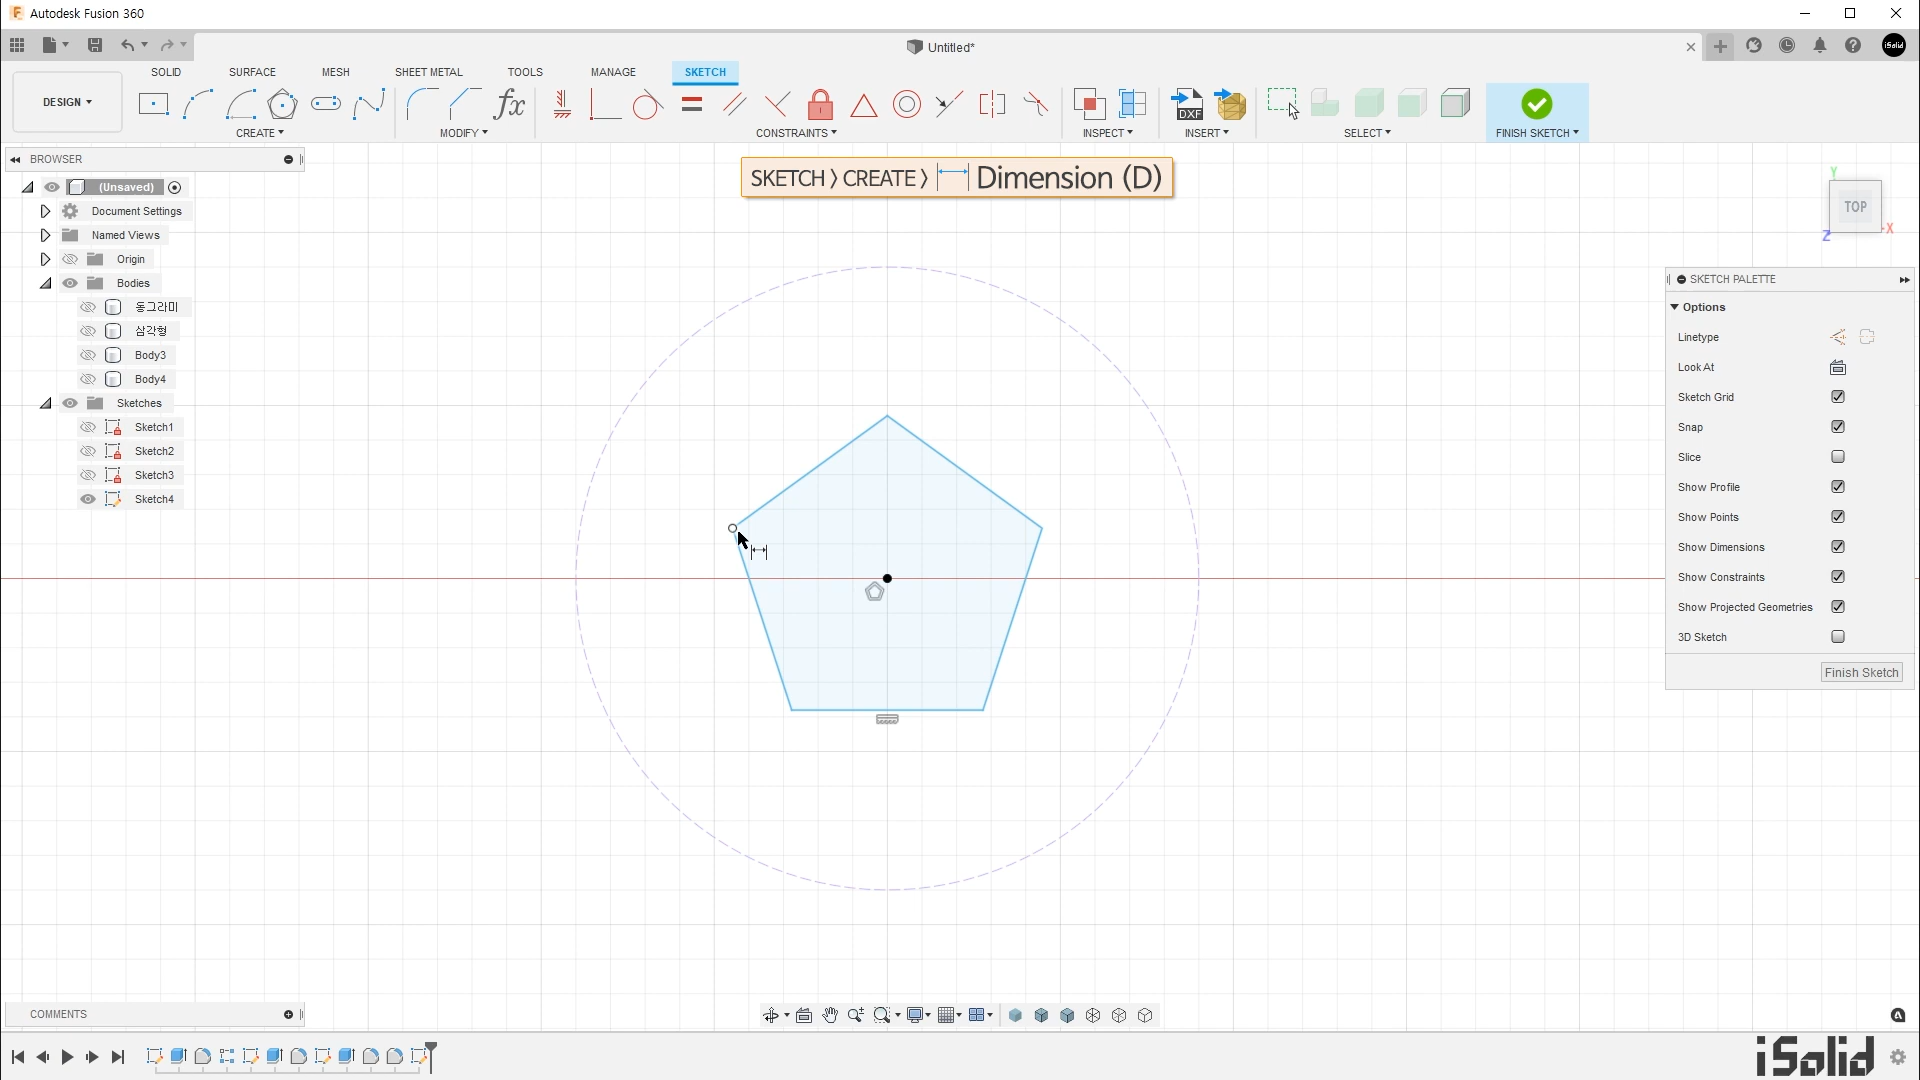 Autodesk Fusion 360
Untitled*
iSolid
SOLID SURFACE MESH SHEET METAL TOOLS MANAGE SKETCH
DESIGN
fx
DXF
CREATE MODIFY CONSTRAINTS INSPECT INSERT SELECT FINISH SKETCH
BROWSER
SKETCH 〉CREATE 〉 Dimension (D)
(Unsaved)
Document Settings
Named Views
Origin
Bodies
동그라미
삼각형
Body3
Body4
Sketches
Sketch1
Sketch2
Sketch3
Sketch4
Y
TOP
X
Z
SKETCH PALETTE
Options
Linetype
Look At
Sketch Grid
Snap
Slice
Show Profile
Show Points
Show Dimensions
Show Constraints
Show Projected Geometries
3D Sketch
Finish Sketch
COMMENTS
iSolid